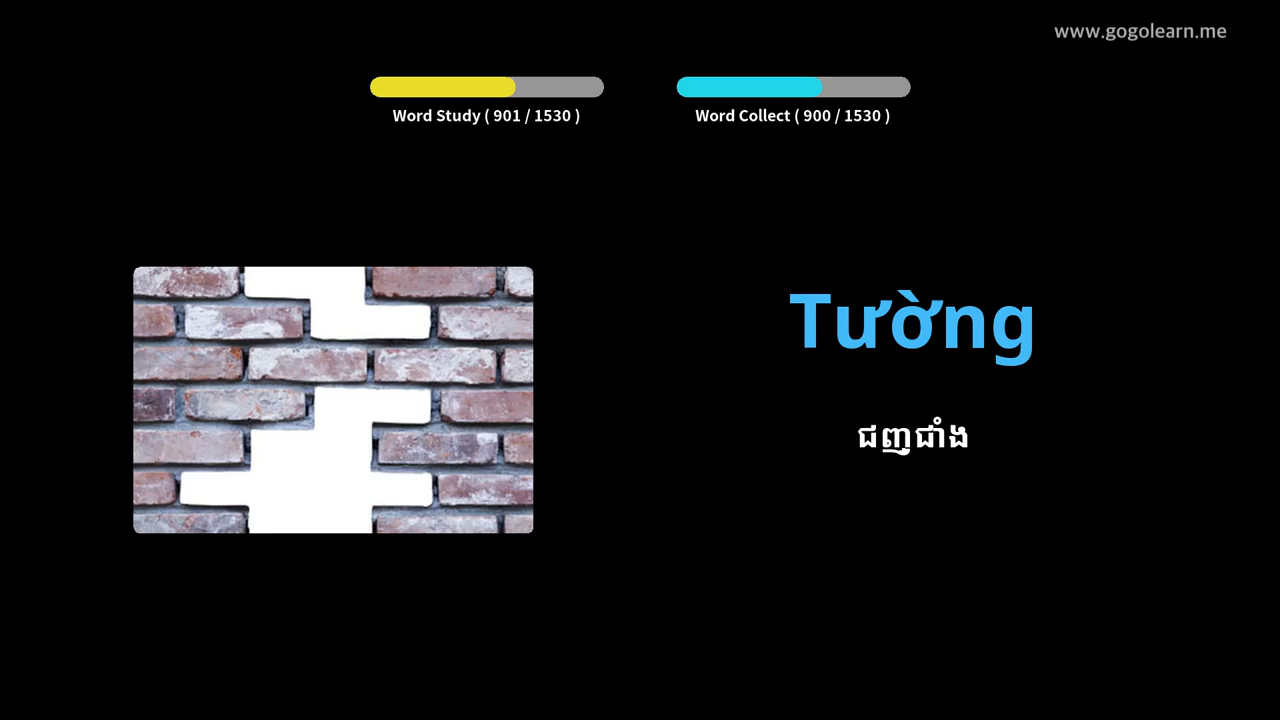 www.gogolearn.me
Word Study ( 901 / 1530 )
Word Collect ( 900 / 1530 )
Tường
ជញ្ជាំង